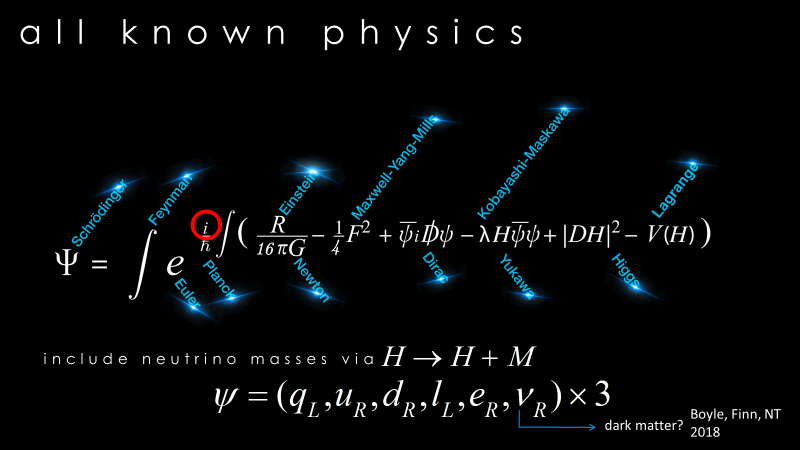 all known physics
Schrödinger
Feynman
Einstein
Maxwell-Yang-Mills
Kobayashi-Maskawa
Lagrange
Ψ = ∫ e^{i/ħ ∫ ( R/16πG − 1/4 F² + ψ̄iD̸ψ − λHψ̄ψ + |DH|² − V(H) )}
Euler
Planck
Newton
Dirac
Yukawa
Higgs
include neutrino masses via H → H + M
ψ = (q_L, u_R, d_R, l_L, e_R, ν_R) × 3
dark matter?
Boyle, Finn, NT
2018